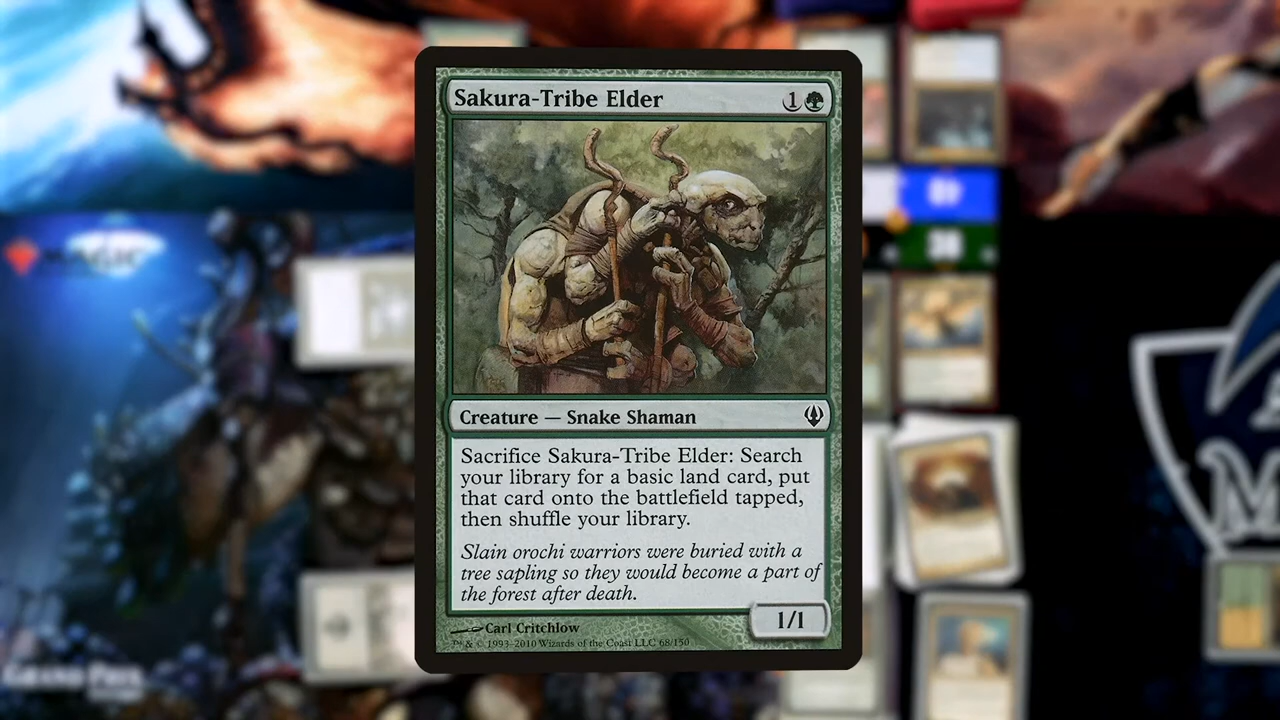 Sakura-Tribe Elder 1
MAGIC
Creature — Snake Shaman
Sacrifice Sakura-Tribe Elder: Search
your library for a basic land card, put
that card onto the battlefield tapped,
then shuffle your library.
Slain orochi warriors were buried with a
tree sapling so they would become a part of
the forest after death.
1/1
Carl Critchlow
™ & © 1993-2010 Wizards of the Coast LLC 68/150
GRAND PRIX